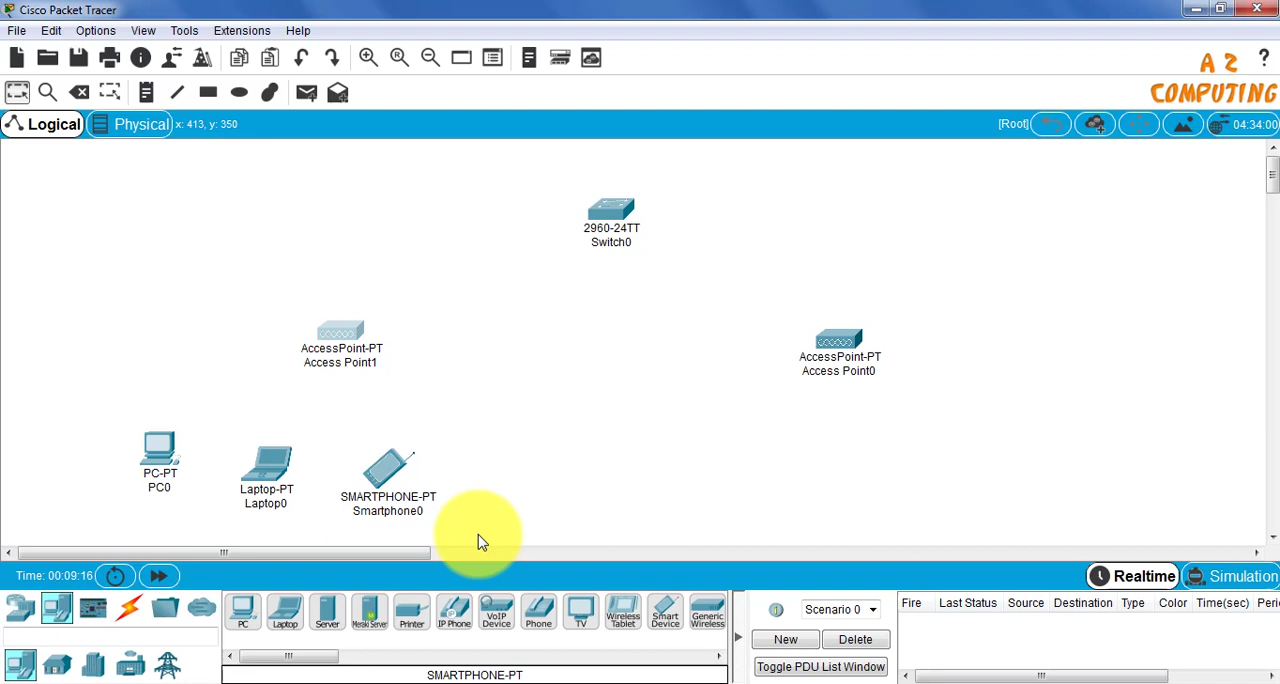 Cisco Packet Tracer
File Edit Options View Tools Extensions Help
A Z
COMPUTING
Logical Physical x: 413, y: 350 [Root] 04:34:00
2960-24TT
Switch0
AccessPoint-PT
Access Point1
AccessPoint-PT
Access Point0
PC-PT
PC0
Laptop-PT
Laptop0
SMARTPHONE-PT
Smartphone0
Time: 00:09:16 Realtime Simulation
Scenario 0
Fire Last Status Source Destination Type Color Time(sec) Peri
PC Laptop Server Meraki Server Printer IP Phone VoIP Device Phone TV Wireless Tablet Smart Device Generic Wireless
New Delete
Toggle PDU List Window
SMARTPHONE-PT